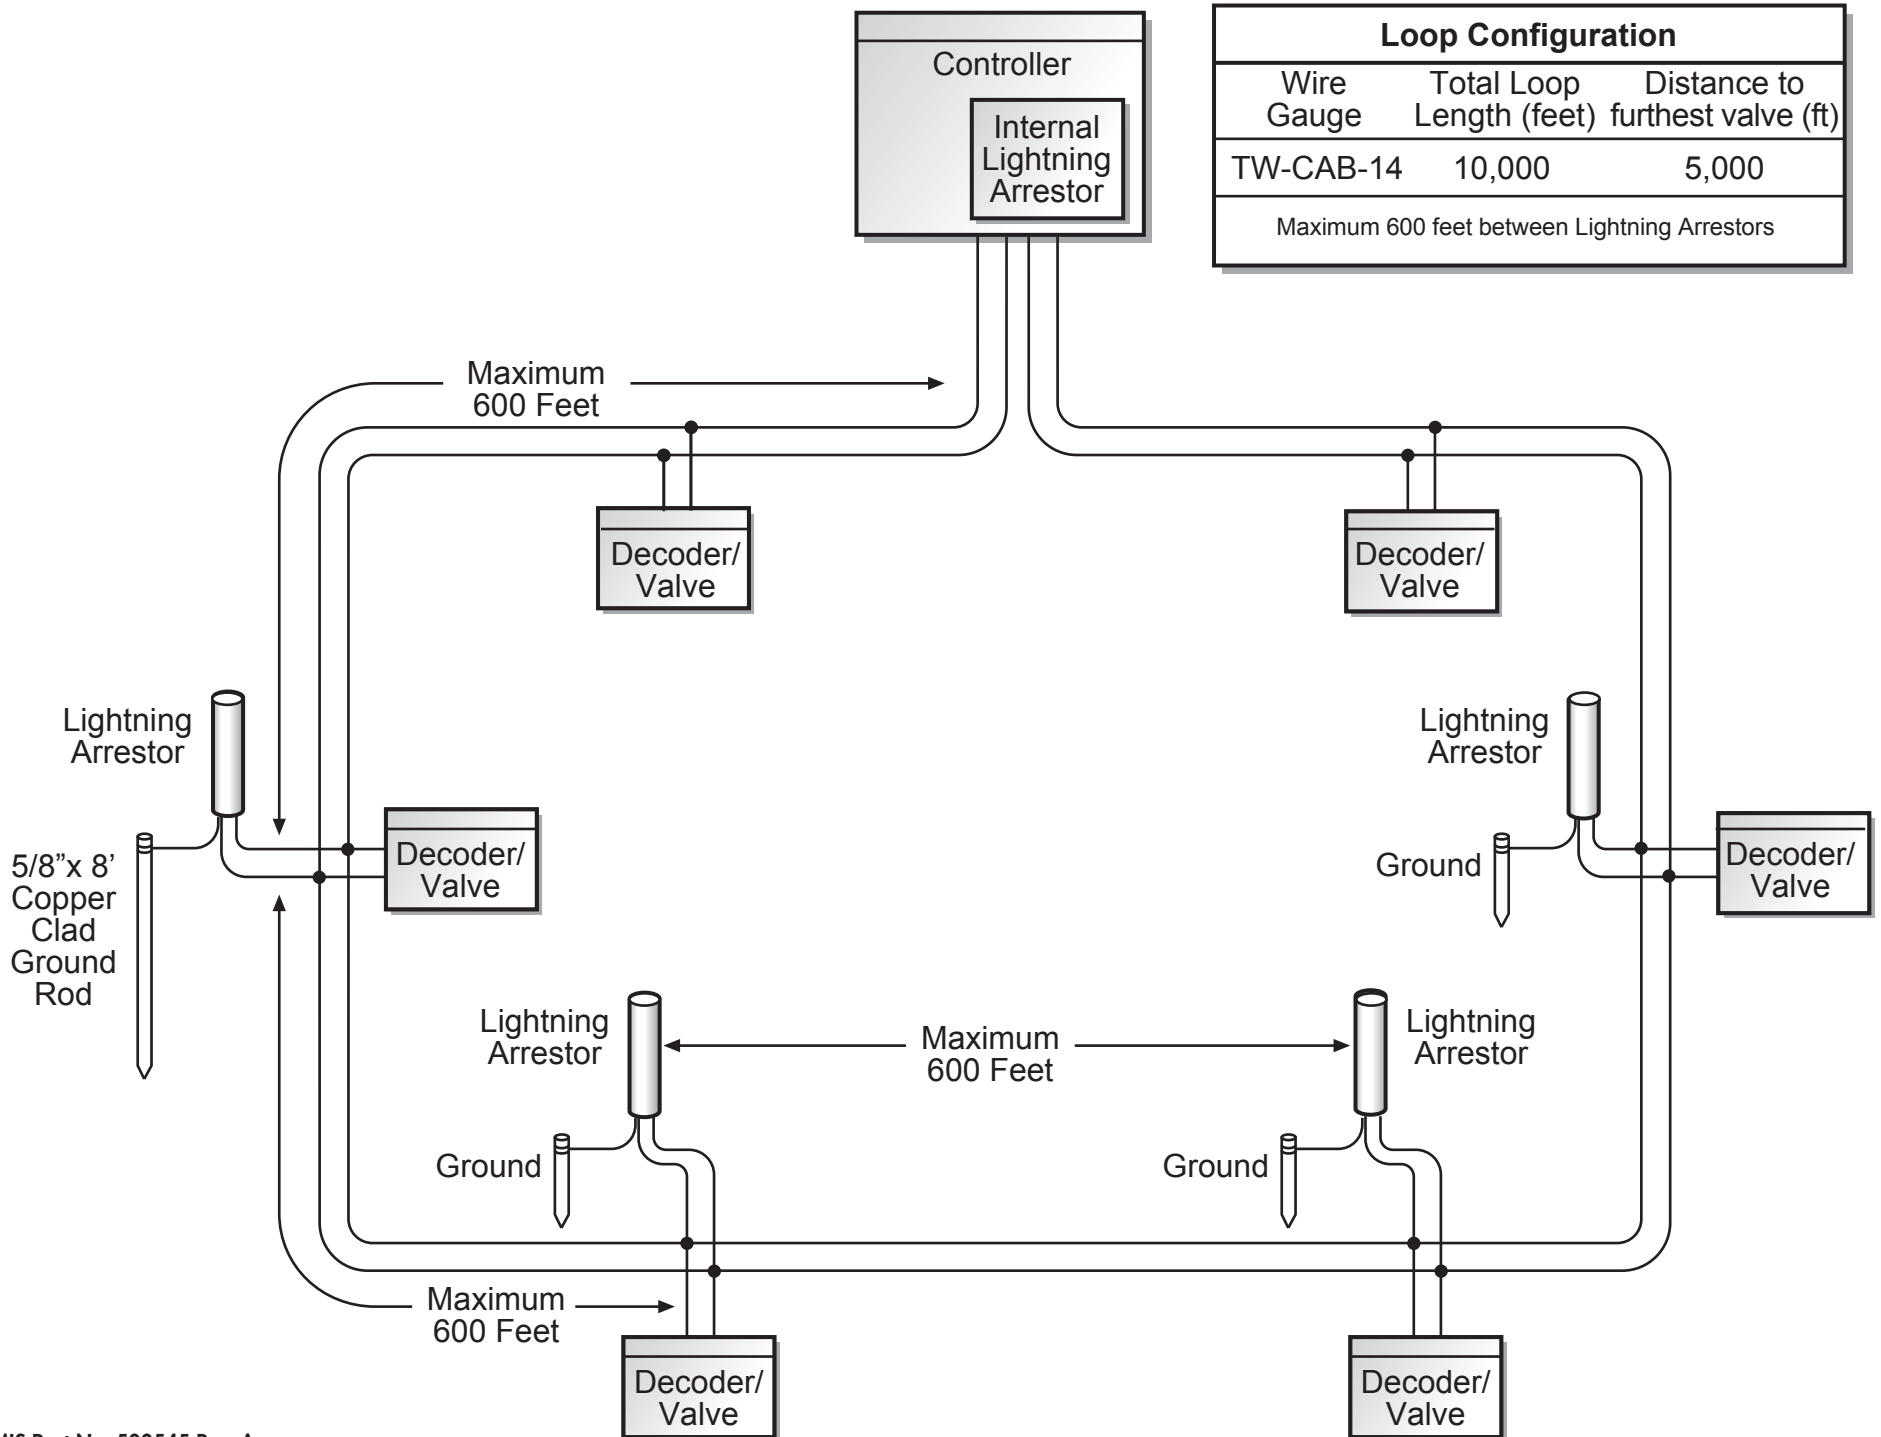 Controller
Internal
Lightning
Arrestor
Loop Configuration
Wire
Gauge
Total Loop
Length (feet)
Distance to
furthest valve (ft)
TW-CAB-14 10,000 5,000
Maximum 600 feet between Lightning Arrestors
Maximum
600 Feet
Decoder/
Valve
Decoder/
Valve
Lightning
Arrestor
5/8”x 8’
Copper
Clad
Ground
Rod
Decoder/
Valve
Lightning
Arrestor
Ground
Decoder/
Valve
Lightning
Arrestor
Ground
Maximum
600 Feet
Lightning
Arrestor
Ground
Maximum
600 Feet
Decoder/
Valve
Decoder/
Valve